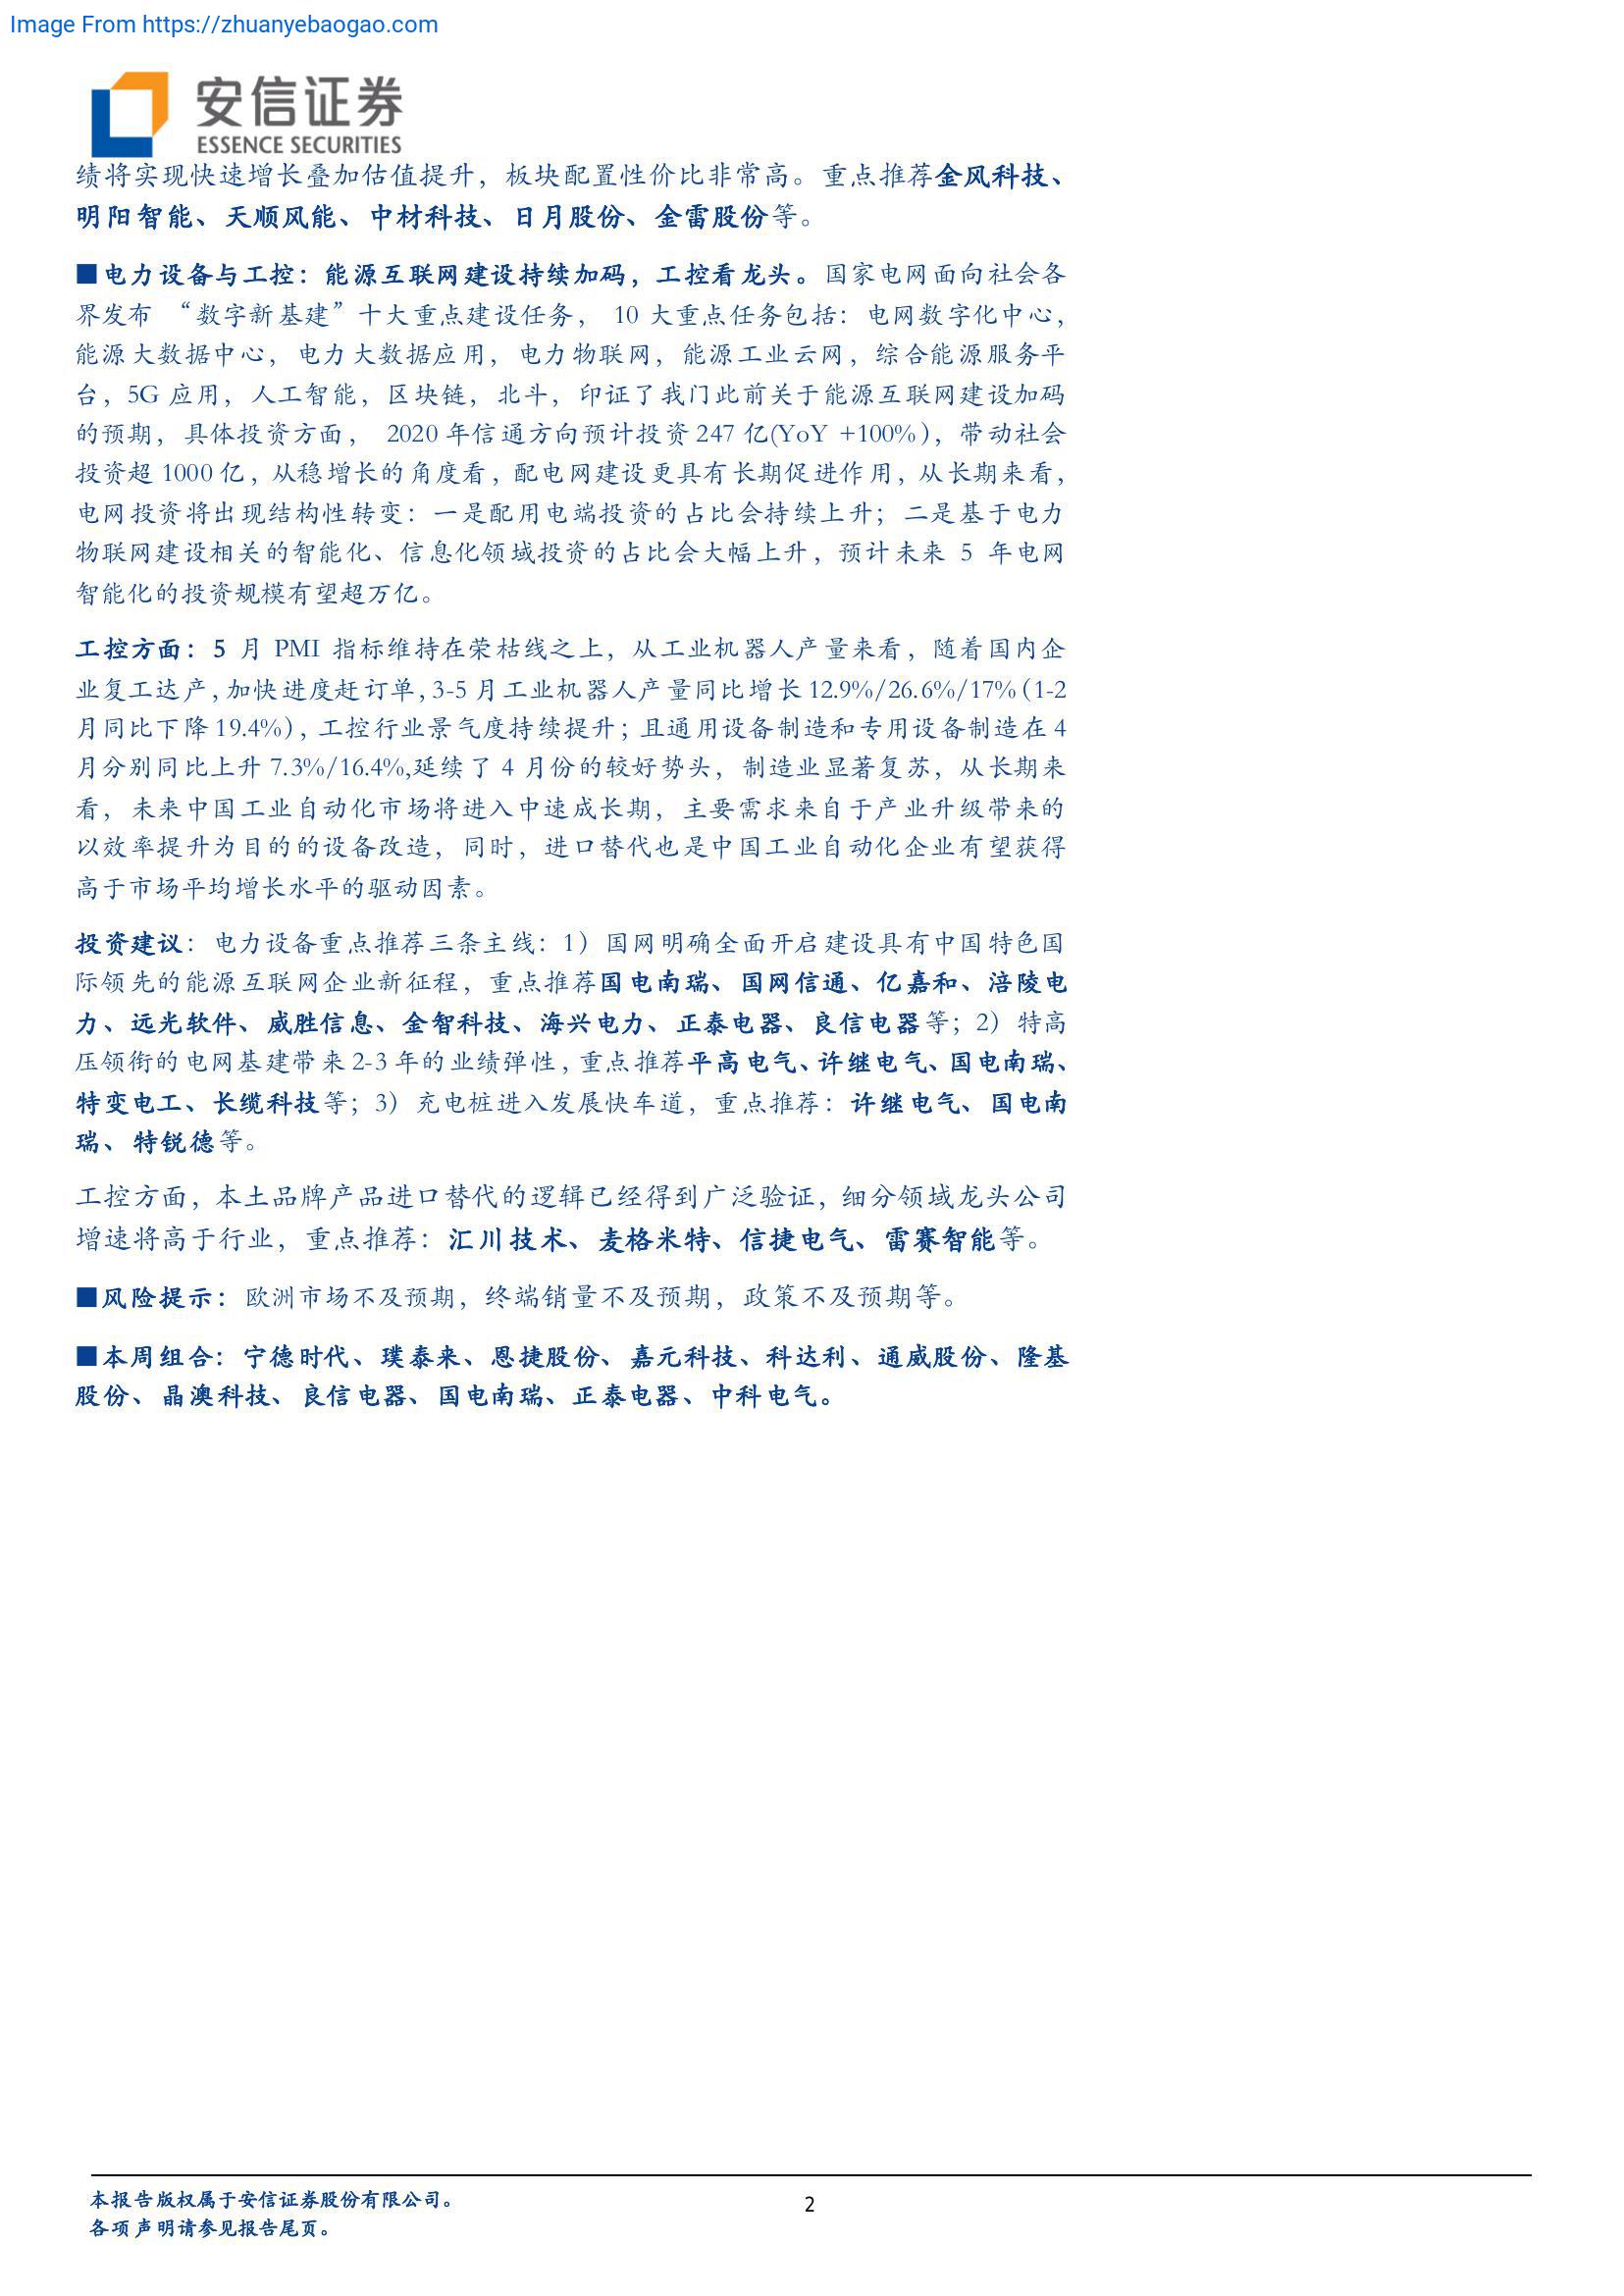 Image From https://zhuanyebaogao.com
安信证券
ESSENCE SECURITIES
绩将实现快速增长叠加估值提升，板块配置性价比非常高。重点推荐金风科技、
明阳智能、天顺风能、中材科技、日月股份、金雷股份等。
■电力设备与工控：能源互联网建设持续加码，工控看龙头。国家电网面向社会各
界发布 “数字新基建”十大重点建设任务， 10 大重点任务包括：电网数字化中心，
能源大数据中心，电力大数据应用，电力物联网，能源工业云网，综合能源服务平
台，5G 应用，人工智能，区块链，北斗，印证了我门此前关于能源互联网建设加码
的预期，具体投资方面， 2020 年信通方向预计投资 247 亿(YoY +100%)，带动社会
投资超 1000 亿，从稳增长的角度看，配电网建设更具有长期促进作用，从长期来看，
电网投资将出现结构性转变：一是配用电端投资的占比会持续上升；二是基于电力
物联网建设相关的智能化、信息化领域投资的占比会大幅上升，预计未来 5 年电网
智能化的投资规模有望超万亿。
工控方面：5 月 PMI 指标维持在荣枯线之上，从工业机器人产量来看，随着国内企
业复工达产,加快进度赶订单,3-5 月工业机器人产量同比增长 12.9%/26.6%/17%（1-2
月同比下降 19.4%），工控行业景气度持续提升；且通用设备制造和专用设备制造在 4
月分别同比上升 7.3%/16.4%,延续了 4 月份的较好势头，制造业显著复苏，从长期来
看，未来中国工业自动化市场将进入中速成长期，主要需求来自于产业升级带来的
以效率提升为目的的设备改造，同时，进口替代也是中国工业自动化企业有望获得
高于市场平均增长水平的驱动因素。
投资建议：电力设备重点推荐三条主线：1）国网明确全面开启建设具有中国特色国
际领先的能源互联网企业新征程，重点推荐国电南瑞、国网信通、亿嘉和、涪陵电
力、远光软件、威胜信息、金智科技、海兴电力、正泰电器、良信电器等；2）特高
压领衔的电网基建带来 2-3 年的业绩弹性，重点推荐平高电气、许继电气、国电南瑞、
特变电工、长缆科技等；3）充电桩进入发展快车道，重点推荐：许继电气、国电南
瑞、特锐德等。
工控方面，本土品牌产品进口替代的逻辑已经得到广泛验证，细分领域龙头公司
增速将高于行业，重点推荐：汇川技术、麦格米特、信捷电气、雷赛智能等。
■风险提示：欧洲市场不及预期，终端销量不及预期，政策不及预期等。
■本周组合：宁德时代、璞泰来、恩捷股份、嘉元科技、科达利、通威股份、隆基
股份、晶澳科技、良信电器、国电南瑞、正泰电器、中科电气。
本报告版权属于安信证券股份有限公司。
2
各项声明请参见报告尾页。